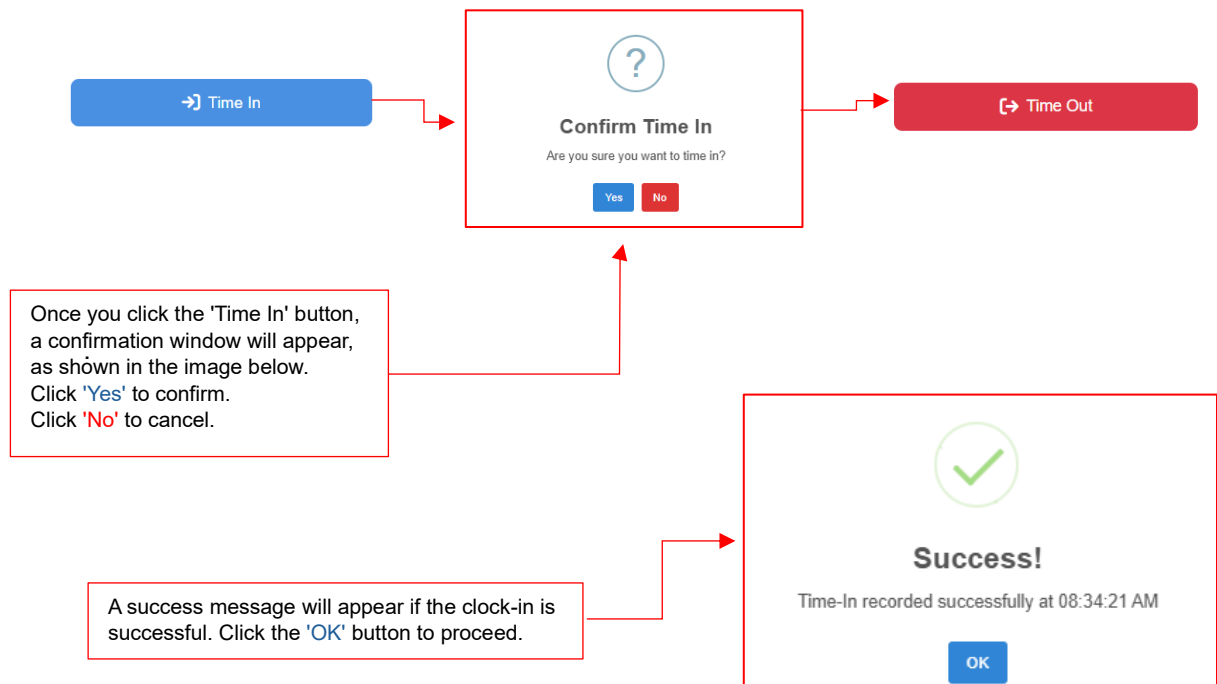 Time In
Confirm Time In
Are you sure you want to time in?
Yes No
Time Out
Once you click the 'Time In' button,
a confirmation window will appear,
as shown in the image below.
Click 'Yes' to confirm.
Click 'No' to cancel.
A success message will appear if the clock-in is
successful. Click the 'OK' button to proceed.
Success!
Time-In recorded successfully at 08:34:21 AM
OK